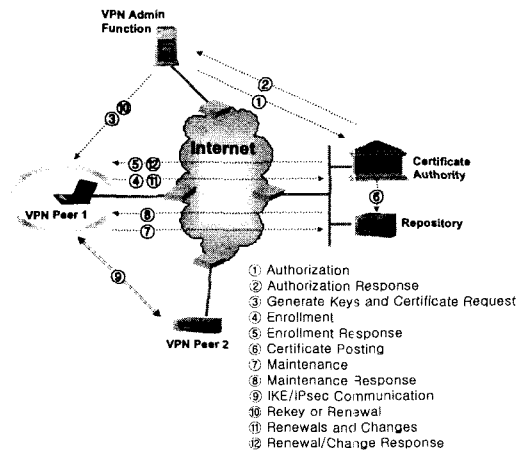 VPN Admin
Function
②
①
⑩
③
Internet
⑤ ⑫
④ ⑪
Certificate
Authority
⑥
VPN Peer 1
⑧
⑦
Repository
⑨
VPN Peer 2
① Authorization
② Authorization Response
③ Generate Keys and Certificate Request
④ Enrollment
⑤ Enrollment Response
⑥ Certificate Posting
⑦ Maintenance
⑧ Maintenance Response
⑨ IKE/IPsec Communication
⑩ Rekey or Renewal
⑪ Renewals and Changes
⑫ Renewal/Change Response